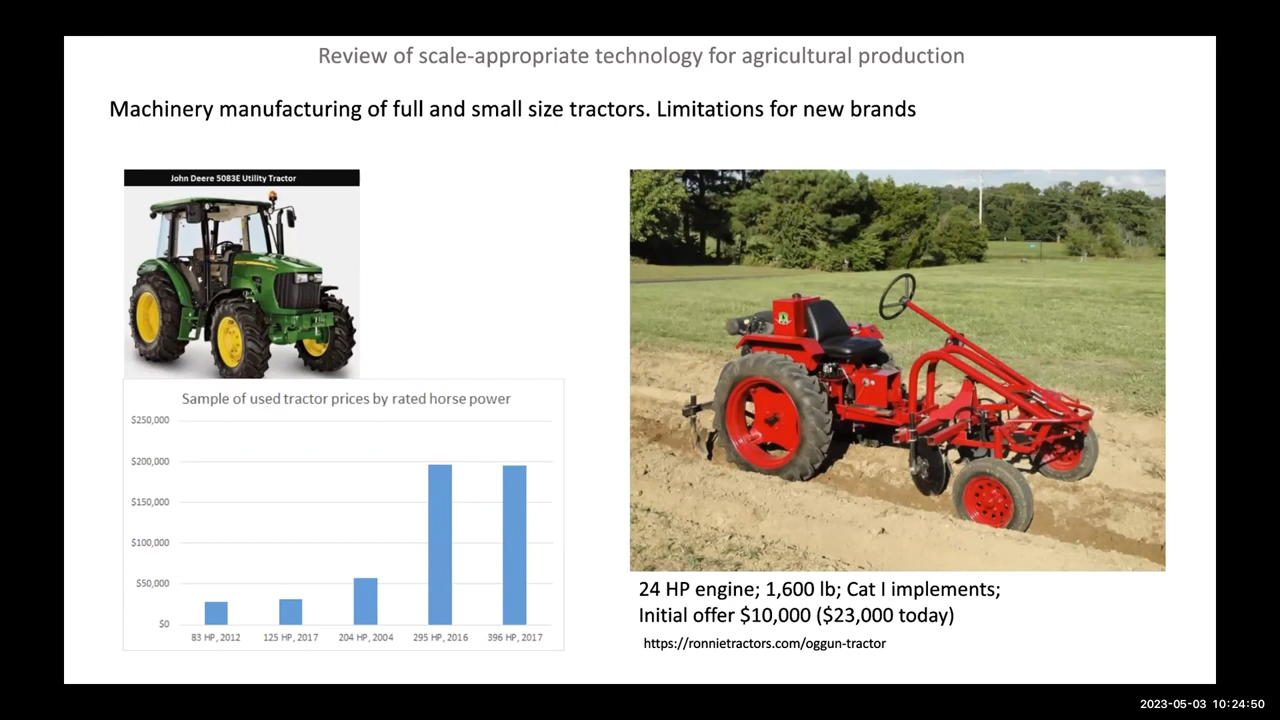 Review of scale-appropriate technology for agricultural production
Machinery manufacturing of full and small size tractors. Limitations for new brands
John Deere 5083E Utility Tractor
Sample of used tractor prices by rated horse power
$250,000
$200,000
$150,000
$100,000
$50,000
$0
83 HP, 2012
125 HP, 2017
204 HP, 2004
295 HP, 2016
396 HP, 2017
24 HP engine; 1,600 lb; Cat I implements;
Initial offer $10,000 ($23,000 today)
https://ronnietractors.com/oggun-tractor
2023-05-03 10:24:50